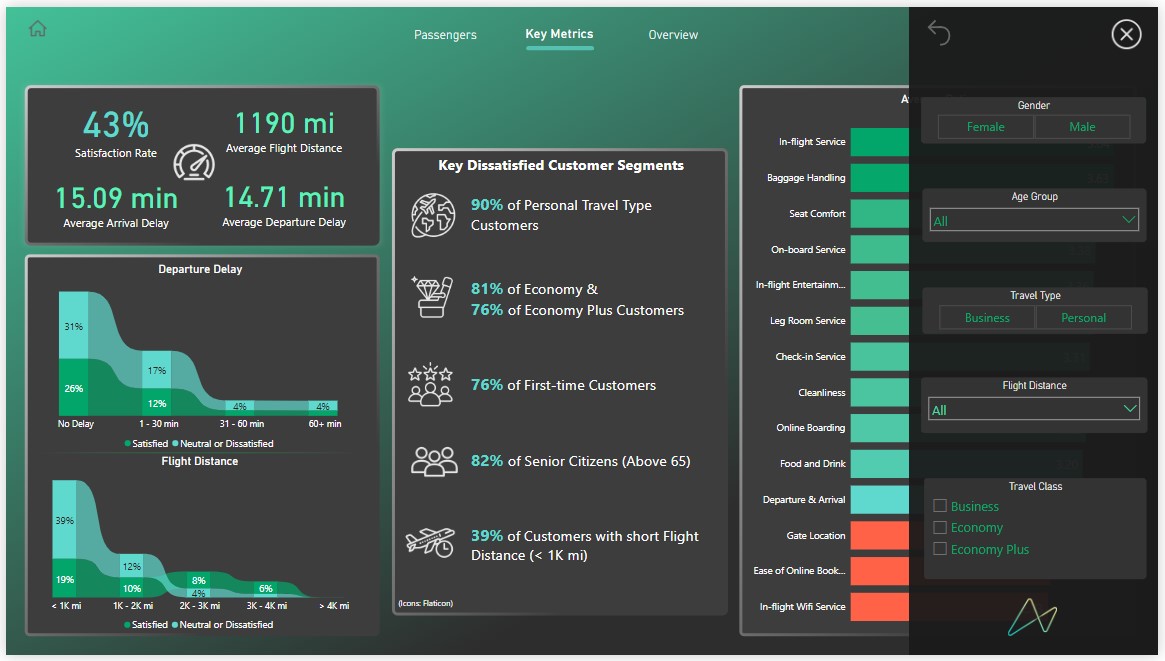 Passengers
Key Metrics
Overview
43%
Satisfaction Rate
1190 mi
Average Flight Distance
15.09 min
Average Arrival Delay
14.71 min
Average Departure Delay
Departure Delay
31%
26%
17%
12%
4%
4%
No Delay
1 - 30 min
31 - 60 min
60+ min
Satisfied
Neutral or Dissatisfied
Flight Distance
39%
19%
12%
10%
8%
4%
6%
< 1K mi
1K - 2K mi
2K - 3K mi
3K - 4K mi
> 4K mi
Satisfied
Neutral or Dissatisfied
Key Dissatisfied Customer Segments
90% of Personal Travel Type
Customers
81% of Economy &
76% of Economy Plus Customers
76% of First-time Customers
82% of Senior Citizens (Above 65)
39% of Customers with short Flight
Distance (< 1K mi)
(Icons: Flaticon)
In-flight Service
Baggage Handling
Seat Comfort
On-board Service
In-flight Entertainm...
Leg Room Service
Check-in Service
Cleanliness
Online Boarding
Food and Drink
Departure & Arrival
Gate Location
Ease of Online Book...
In-flight Wifi Service
Gender
Female
Male
Age Group
All
Travel Type
Business
Personal
Flight Distance
All
Travel Class
Business
Economy
Economy Plus